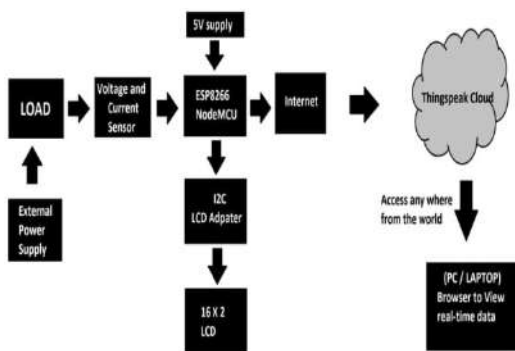 5V supply
LOAD
Voltage and
Current
Sensor
ESP8266
NodeMCU
Internet
Thingspeak Cloud
External
Power
Supply
I2C
LCD Adpater
Access any where
from the world
16 X 2
LCD
(PC / LAPTOP)
Browser to View
real-time data